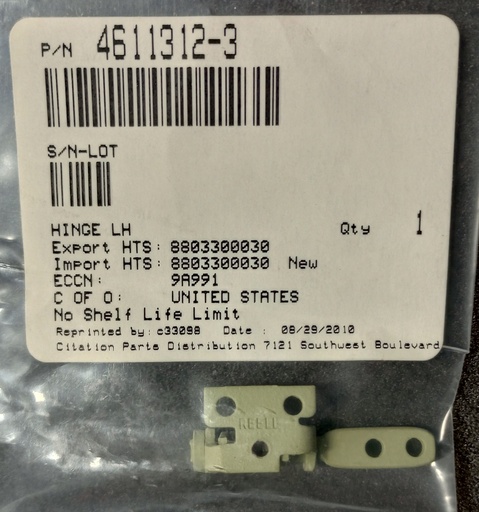 P/N 4611312-3
S/N-LOT
HINGE LH Qty 1
Export HTS: 8803300030
Import HTS: 8803300030 New
ECCN: 9A991
C OF O: UNITED STATES
No Shelf Life Limit
Reprinted by: c33098 Date : 08/29/2010
Citation Parts Distribution 7121 Southwest Boulevard